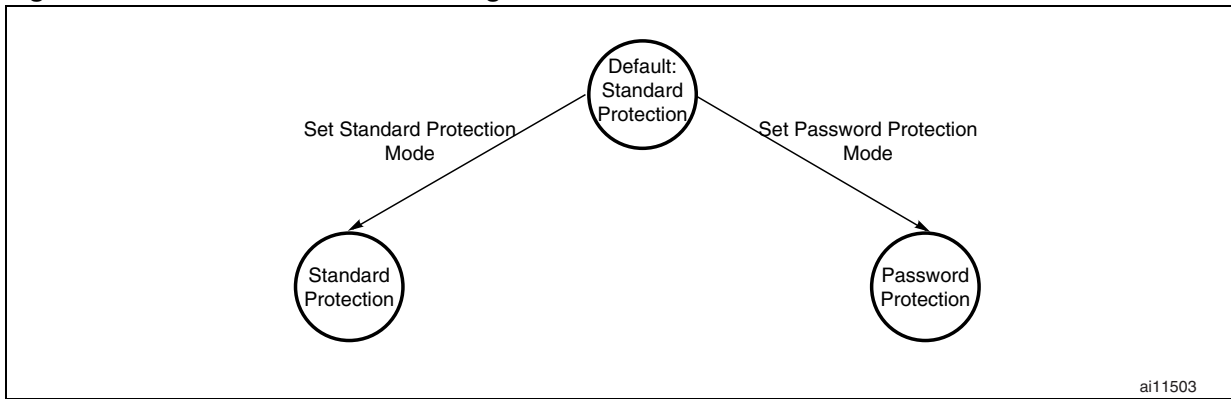 Default:
Standard
Protection
Set Standard Protection
Mode
Set Password Protection
Mode
Standard
Protection
Password
Protection
ai11503